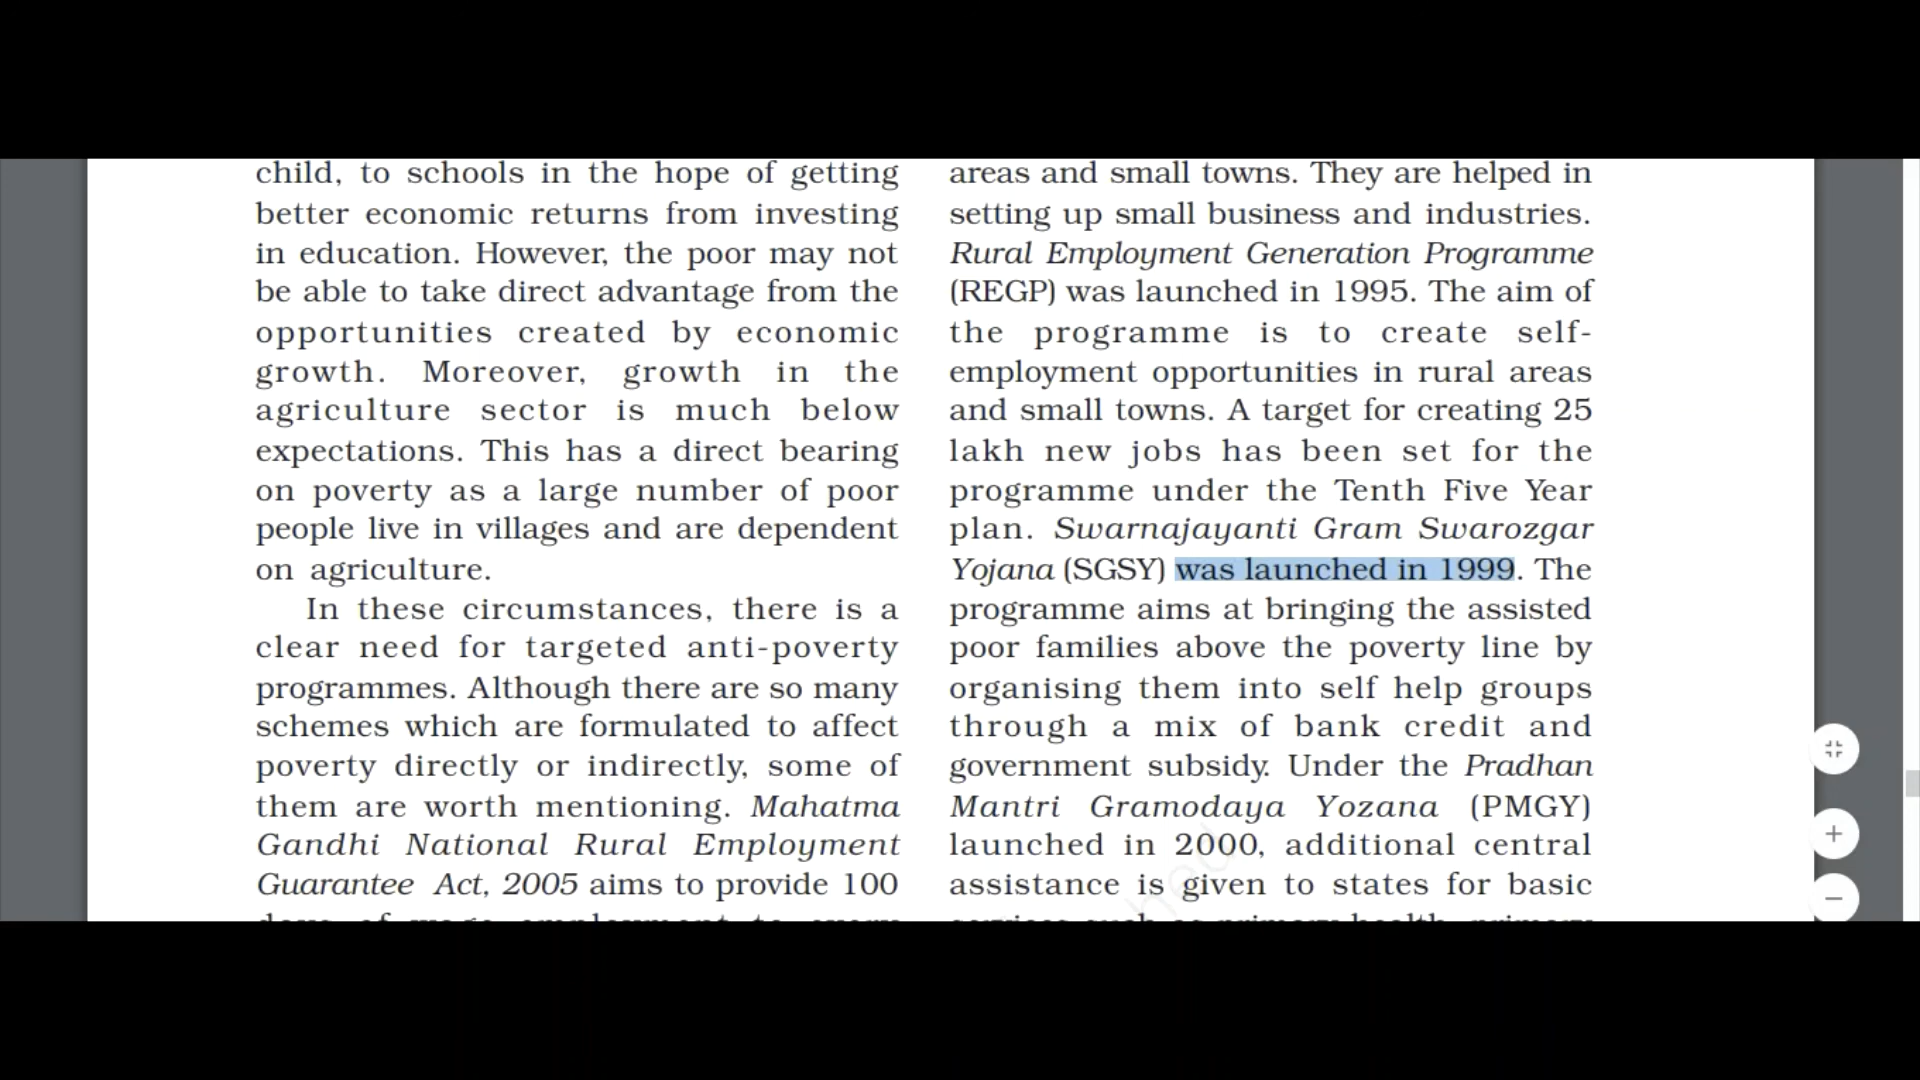 child, to schools in the hope of getting
better economic returns from investing
in education. However, the poor may not
be able to take direct advantage from the
opportunities created by economic
growth. Moreover, growth in the
agriculture sector is much below
expectations. This has a direct bearing
on poverty as a large number of poor
people live in villages and are dependent
on agriculture.
In these circumstances, there is a
clear need for targeted anti-poverty
programmes. Although there are so many
schemes which are formulated to affect
poverty directly or indirectly, some of
them are worth mentioning. Mahatma
Gandhi National Rural Employment
Guarantee Act, 2005 aims to provide 100
areas and small towns. They are helped in
setting up small business and industries.
Rural Employment Generation Programme
(REGP) was launched in 1995. The aim of
the programme is to create self-
employment opportunities in rural areas
and small towns. A target for creating 25
lakh new jobs has been set for the
programme under the Tenth Five Year
plan. Swarnajayanti Gram Swarozgar
Yojana (SGSY) was launched in 1999. The
programme aims at bringing the assisted
poor families above the poverty line by
organising them into self help groups
through a mix of bank credit and
government subsidy. Under the Pradhan
Mantri Gramodaya Yozana (PMGY)
launched in 2000, additional central
assistance is given to states for basic